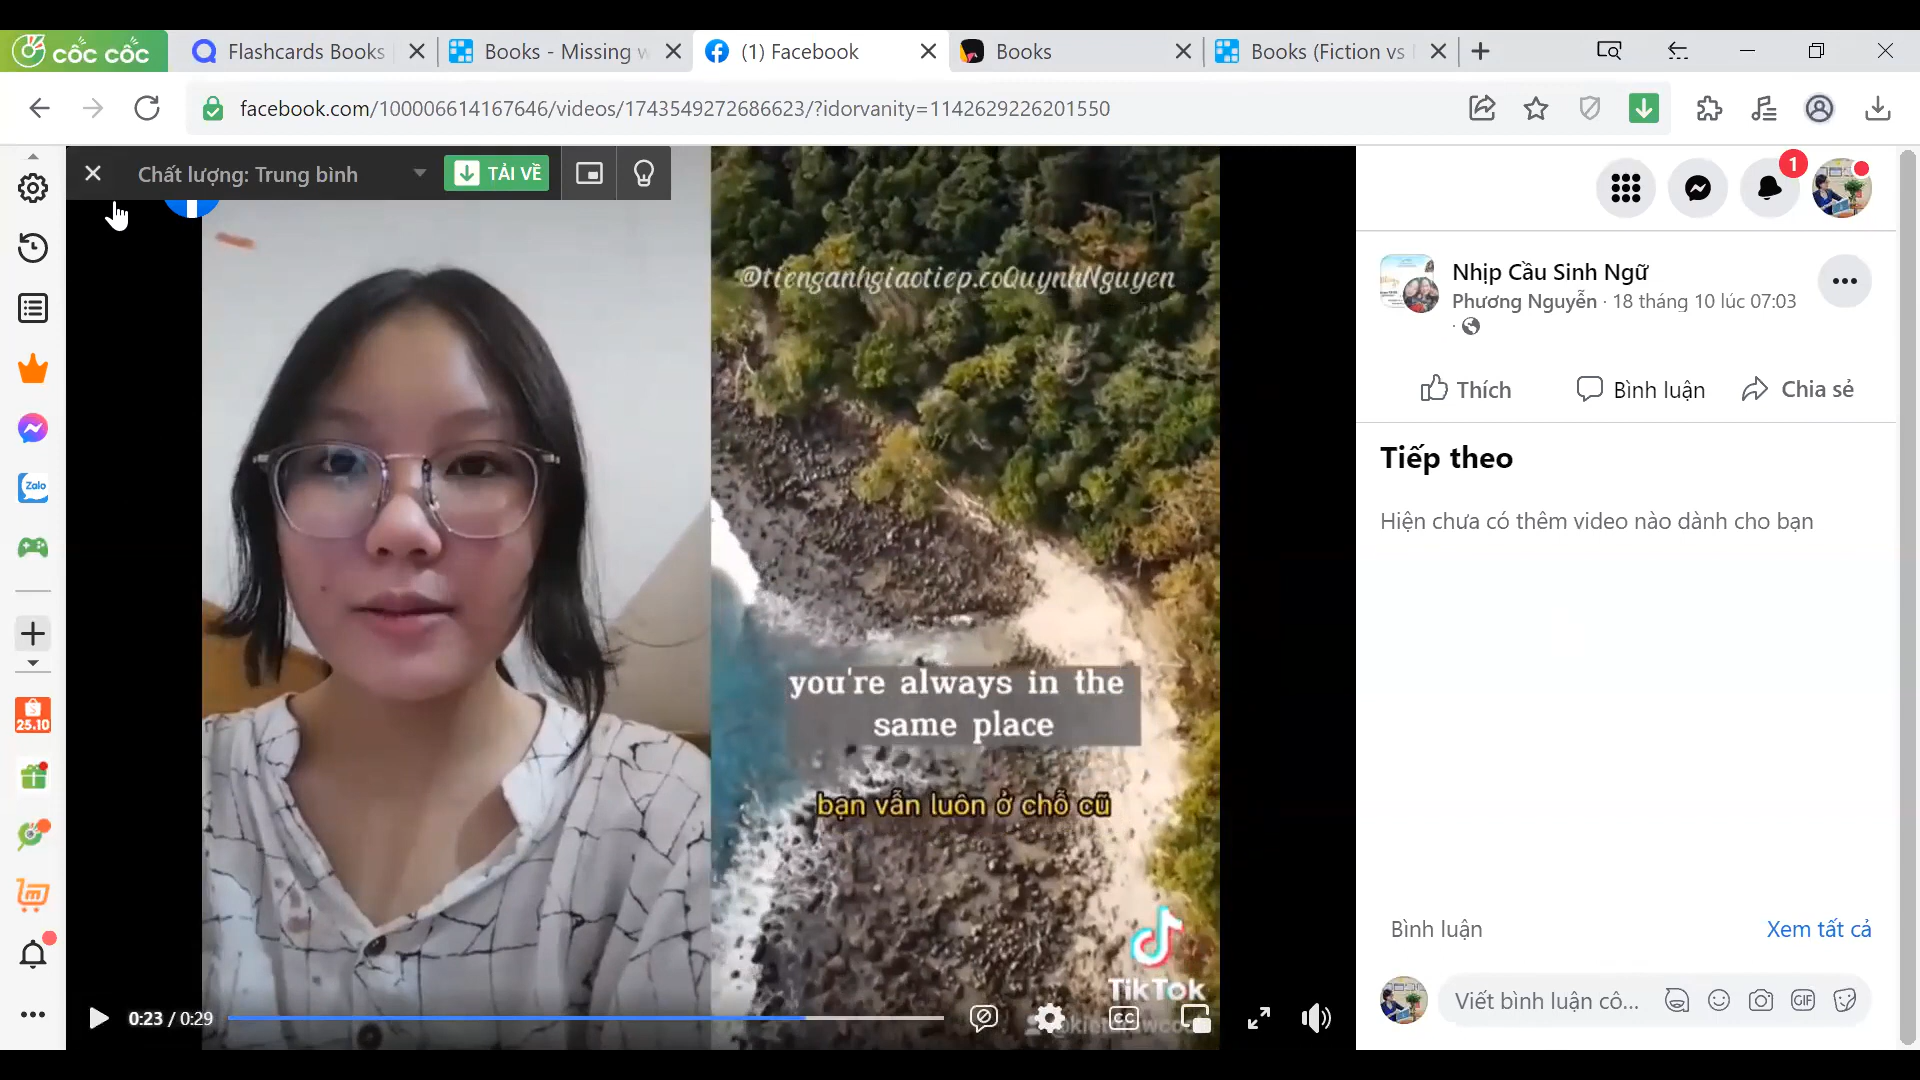 cốc cốc
Flashcards Books
Books - Missing w
(1) Facebook
Books
Books (Fiction vs
facebook.com/100006614167646/videos/1743549272686623/?idorvanity=1142629226201550
Chất lượng: Trung bình
TẢI VỀ
1
@tienganhgiaotiep.coQuynhNguyen
Nhịp Cầu Sinh Ngữ
Phương Nguyễn · 18 tháng 10 lúc 07:03
Thích
Bình luận
Chia sẻ
Tiếp theo
Hiện chưa có thêm video nào dành cho bạn
Zalo
25.10
you're always in the
same place
bạn vẫn luôn ở chỗ cũ
TikTok
Bình luận
Xem tất cả
Viết bình luận cô...
GIF
0:23 / 0:29
CC